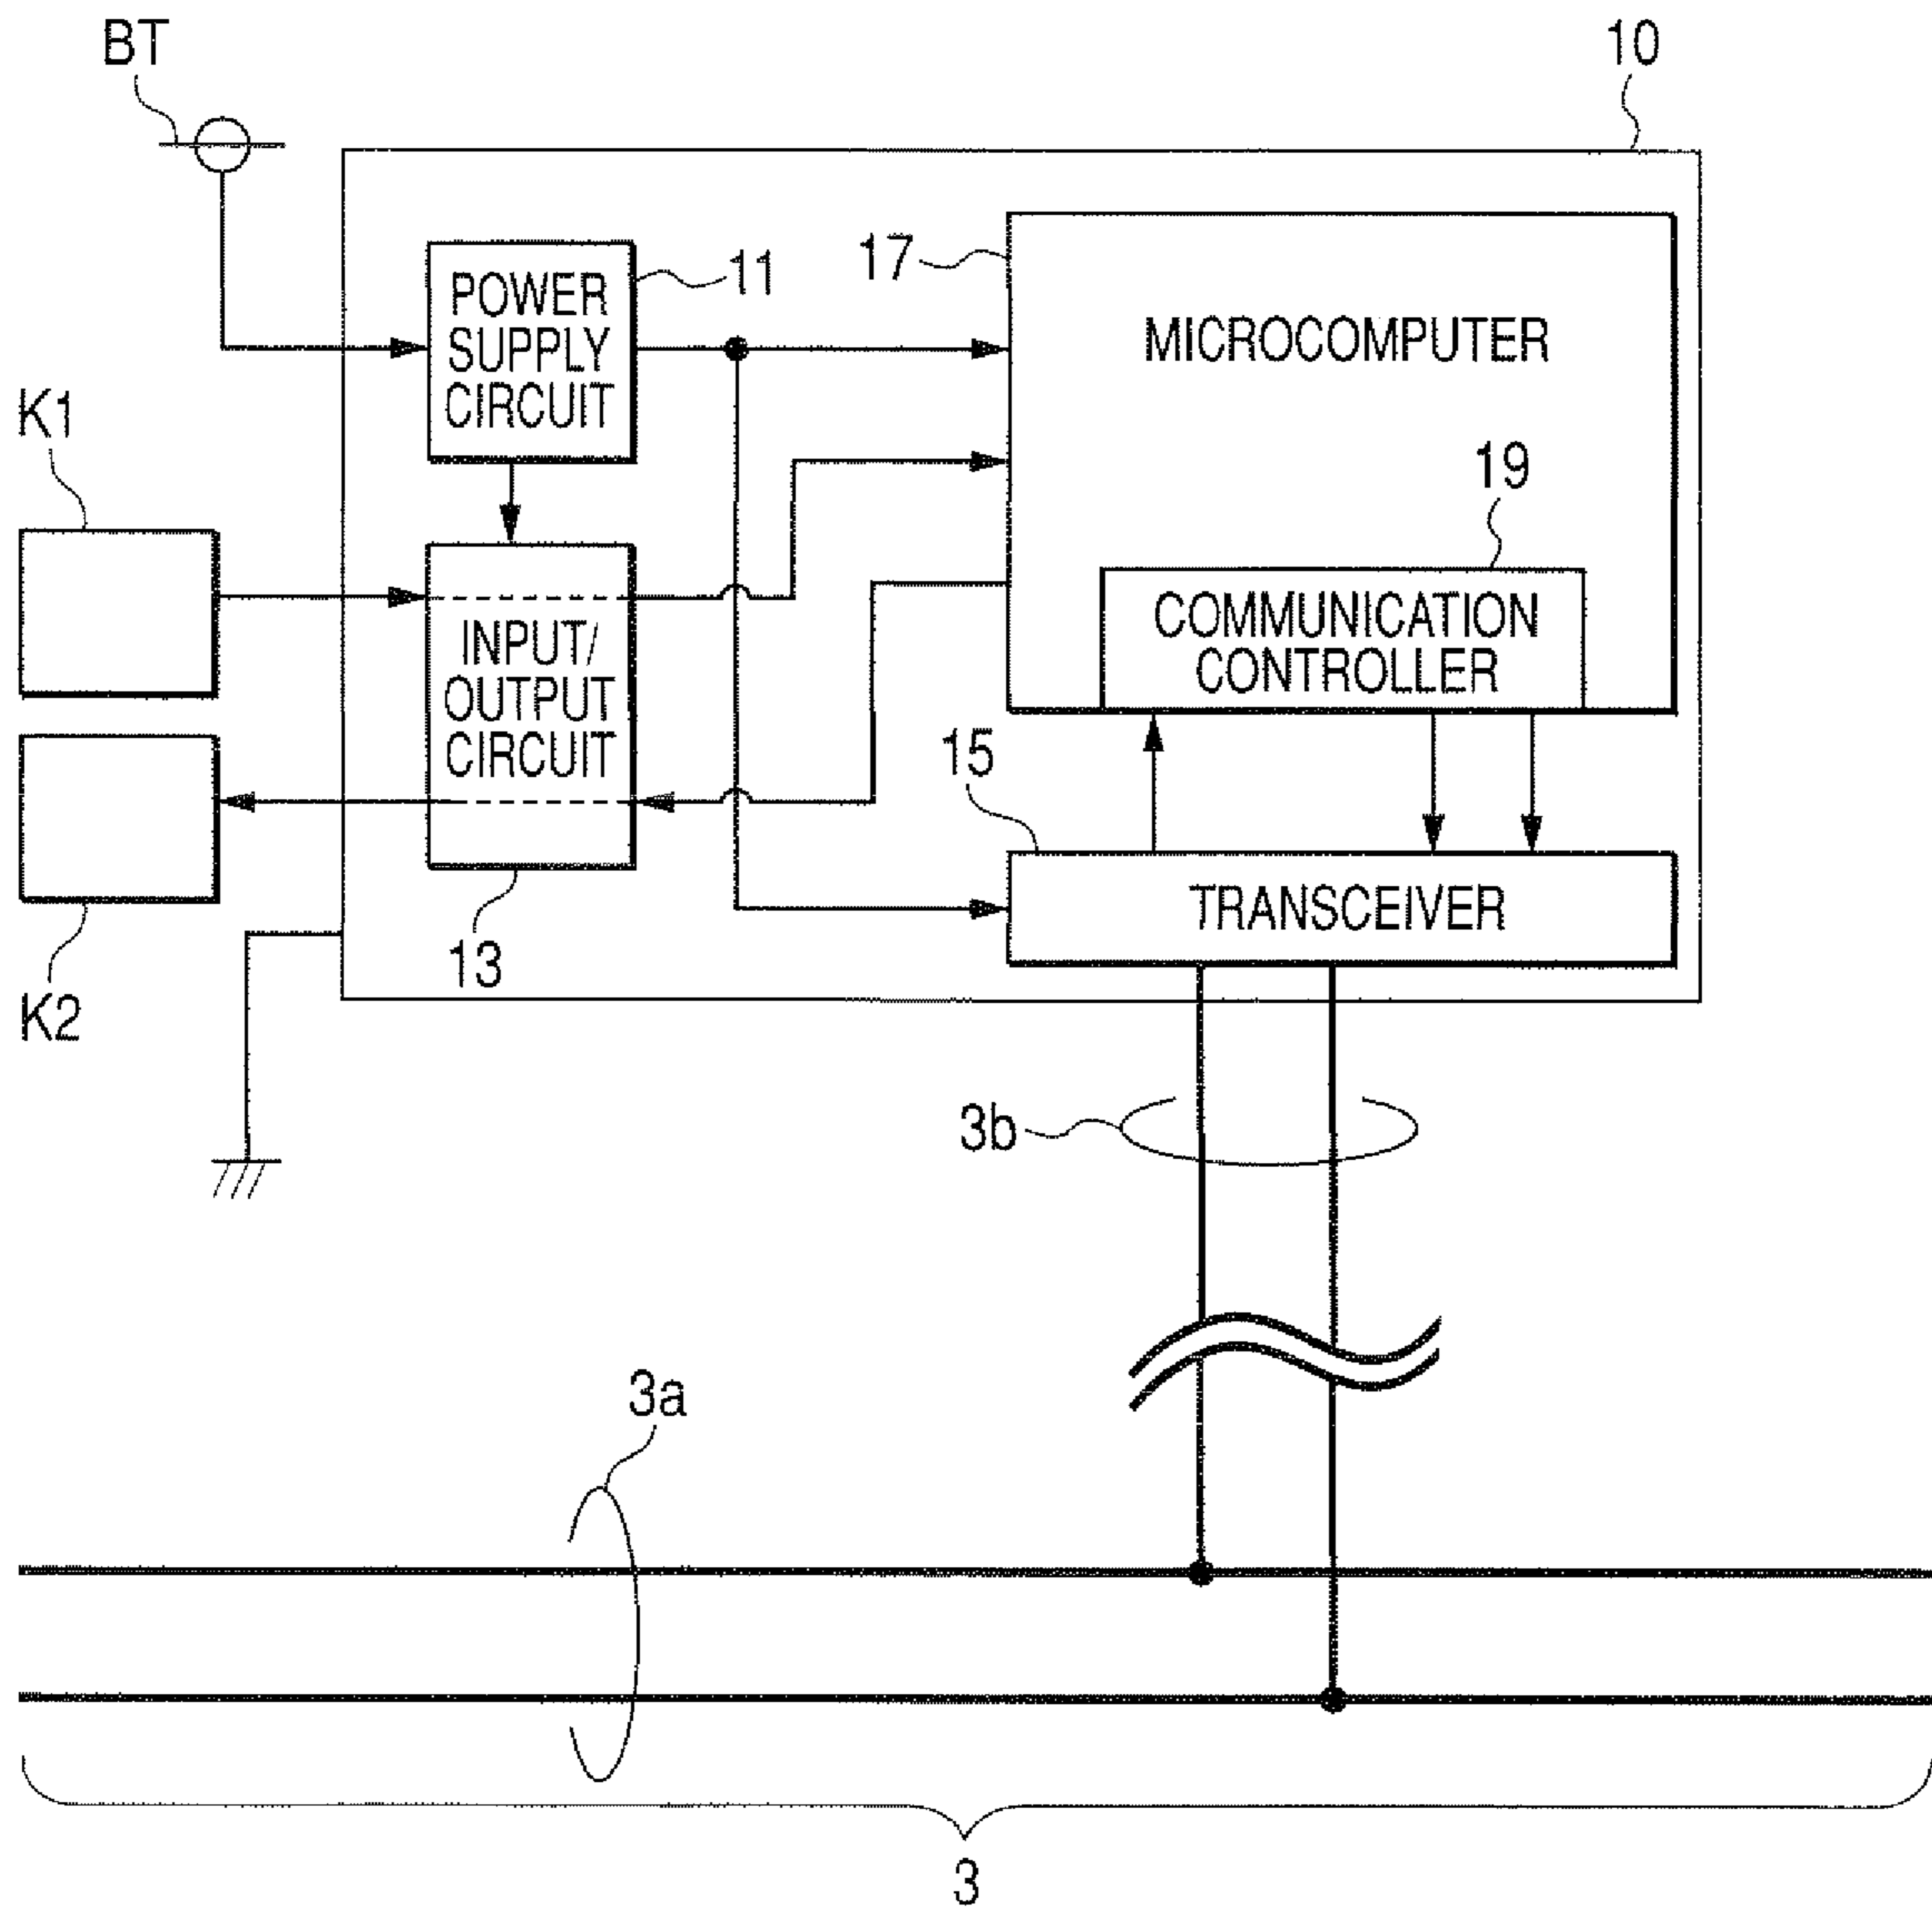 BT
10
POWER
SUPPLY
CIRCUIT
11
17
MICROCOMPUTER
K1
19
COMMUNICATION
CONTROLLER
INPUT/
OUTPUT
CIRCUIT
15
TRANSCEIVER
13
K2
3b
3a
3